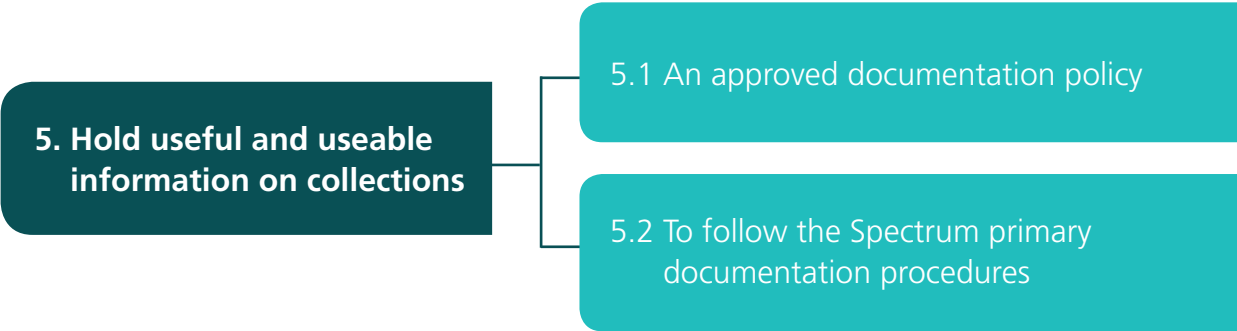 5. Hold useful and useable
information on collections
5.1 An approved documentation policy
5.2 To follow the Spectrum primary
documentation procedures